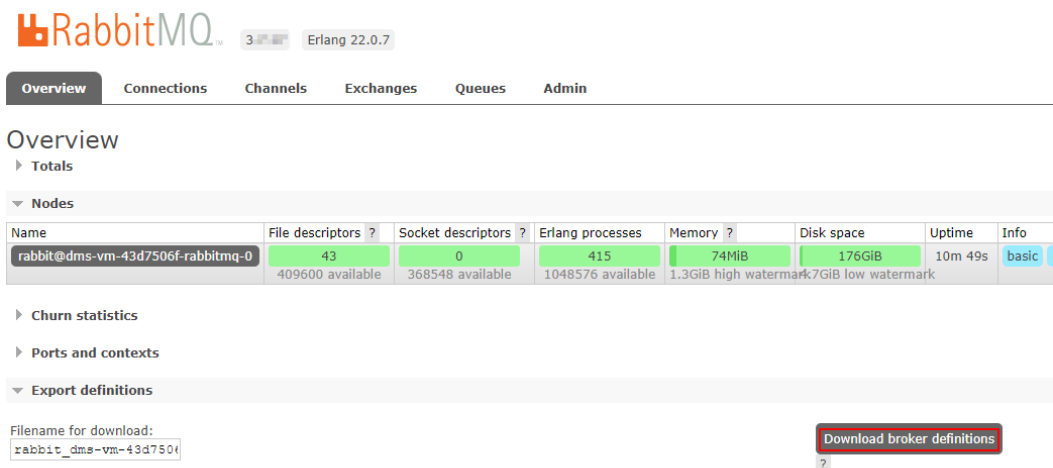 RabbitMQ TM Erlang 22.0.7
Overview Connections Channels Exchanges Queues Admin
Overview
Totals
Nodes
Name File descriptors ? Socket descriptors ? Erlang processes Memory ? Disk space Uptime Info
rabbit@dms-vm-43d7506f-rabbitmq-0 43 0 415 74MiB 176GiB 10m 49s basic
409600 available 368548 available 1048576 available 1.3GiB high watermark 4.7GiB low watermark
Churn statistics
Ports and contexts
Export definitions
Filename for download:
rabbit_dms-vm-43d750 Download broker definitions
?